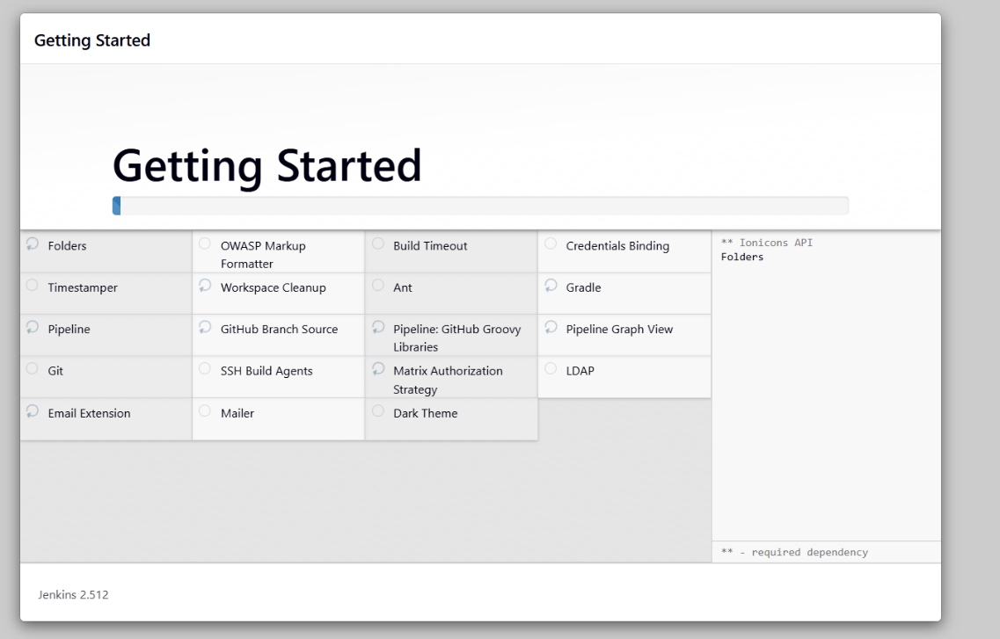 Getting Started
Getting Started
Folders
OWASP Markup
Formatter
Build Timeout
Credentials Binding
** Ionicons API
Folders
Timestamper
Workspace Cleanup
Ant
Gradle
Pipeline
GitHub Branch Source
Pipeline: GitHub Groovy
Libraries
Pipeline Graph View
Git
SSH Build Agents
Matrix Authorization
Strategy
LDAP
Email Extension
Mailer
Dark Theme
** - required dependency
Jenkins 2.512